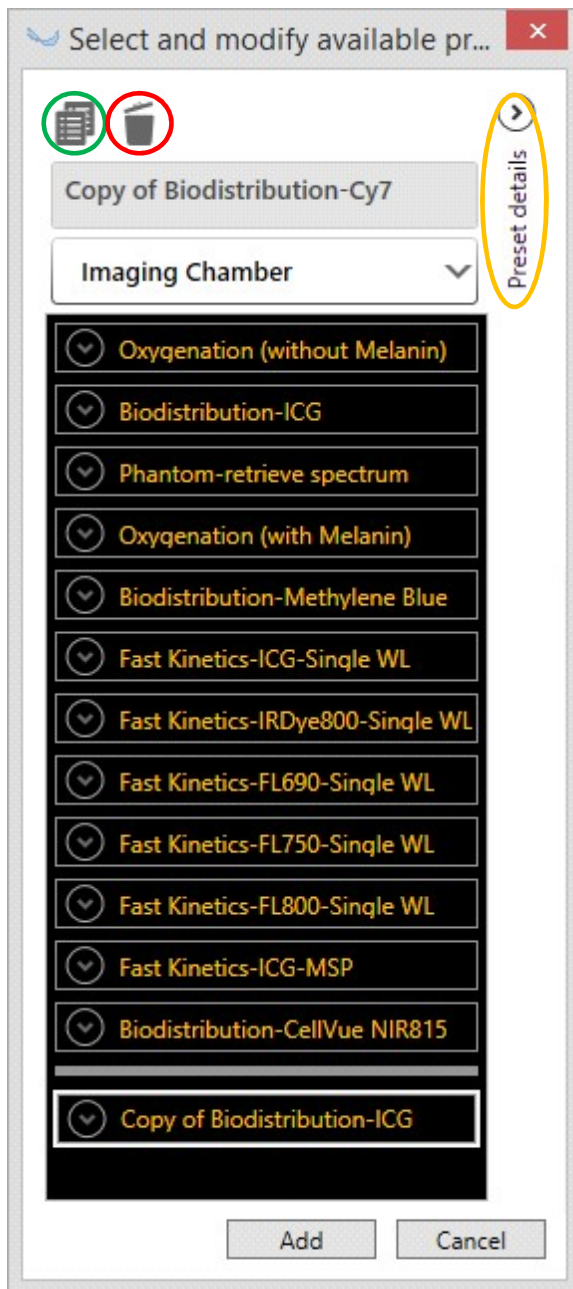 Select and modify available pr...
Copy of Biodistribution-Cy7
Preset details
Imaging Chamber
Oxygenation (without Melanin)
Biodistribution-ICG
Phantom-retrieve spectrum
Oxygenation (with Melanin)
Biodistribution-Methylene Blue
Fast Kinetics-ICG-Single WL
Fast Kinetics-IRDye800-Single WL
Fast Kinetics-FL690-Single WL
Fast Kinetics-FL750-Single WL
Fast Kinetics-FL800-Single WL
Fast Kinetics-ICG-MSP
Biodistribution-CellVue NIR815
Copy of Biodistribution-ICG
Add
Cancel